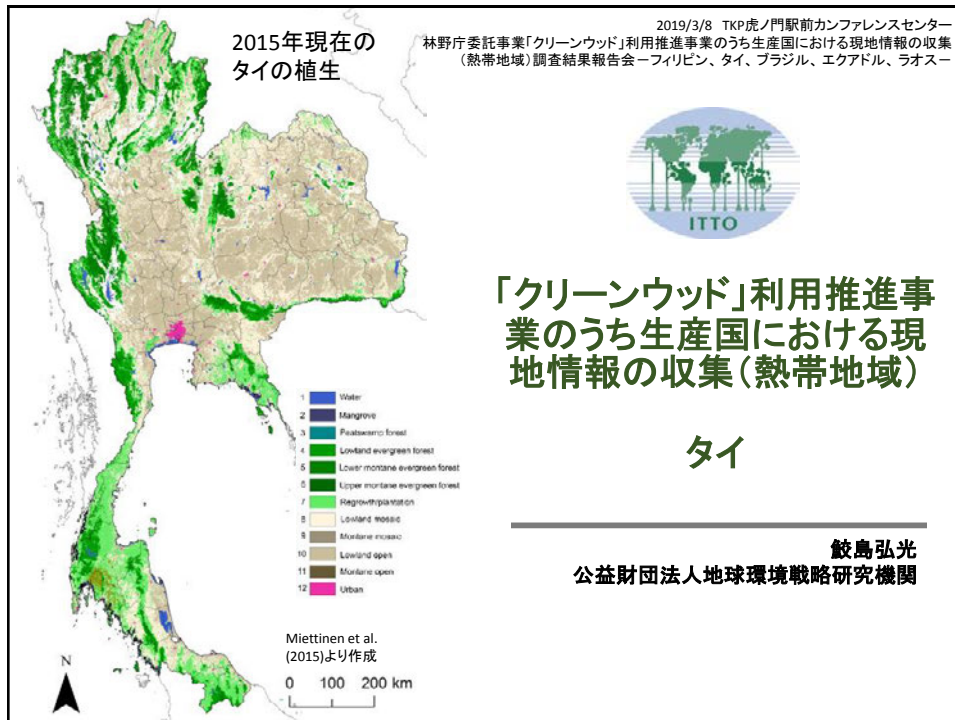 2019/3/8 TKP虎ノ門駅前カンファレンスセンター
林野庁委託事業「クリーンウッド」利用推進事業のうち生産国における現地情報の収集
（熱帯地域）調査結果報告会－フィリピン、タイ、ブラジル、エクアドル、ラオス－
2015年現在の
タイの植生
ITTO
「クリーンウッド」利用推進事
業のうち生産国における現
地情報の収集（熱帯地域）
タイ
鮫島弘光
公益財団法人地球環境戦略研究機関
1 Water
2 Mangrove
3 Peatswamp forest
4 Lowland evergreen forest
5 Lower montane evergreen forest
6 Upper montane evergreen forest
7 Regrowth/plantation
8 Lowland mosaic
9 Montane mosaic
10 Lowland open
11 Montane open
12 Urban
Miettinen et al.
(2015)より作成
N
0 100 200 km